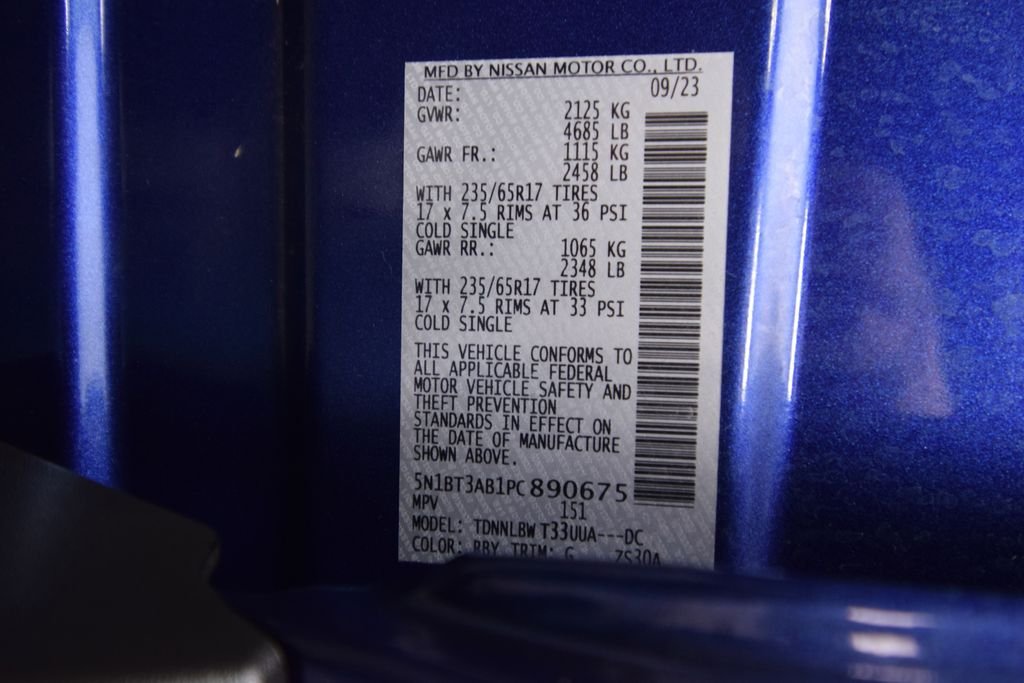 MFD BY NISSAN MOTOR CO., LTD.
DATE: 09/23
GVWR: 2125 KG
4685 LB
GAWR FR.: 1115 KG
2458 LB
WITH 235/65R17 TIRES
17 x 7.5 RIMS AT 36 PSI
COLD SINGLE
GAWR RR.: 1065 KG
2348 LB
WITH 235/65R17 TIRES
17 x 7.5 RIMS AT 33 PSI
COLD SINGLE
THIS VEHICLE CONFORMS TO
ALL APPLICABLE FEDERAL
MOTOR VEHICLE SAFETY AND
THEFT PREVENTION
STANDARDS IN EFFECT ON
THE DATE OF MANUFACTURE
SHOWN ABOVE.
5N1BT3AB1PC890675
MPV 151
MODEL: TDNNLBW T33UUA---DC
COLOR: RBY TRIM: G ZS30A